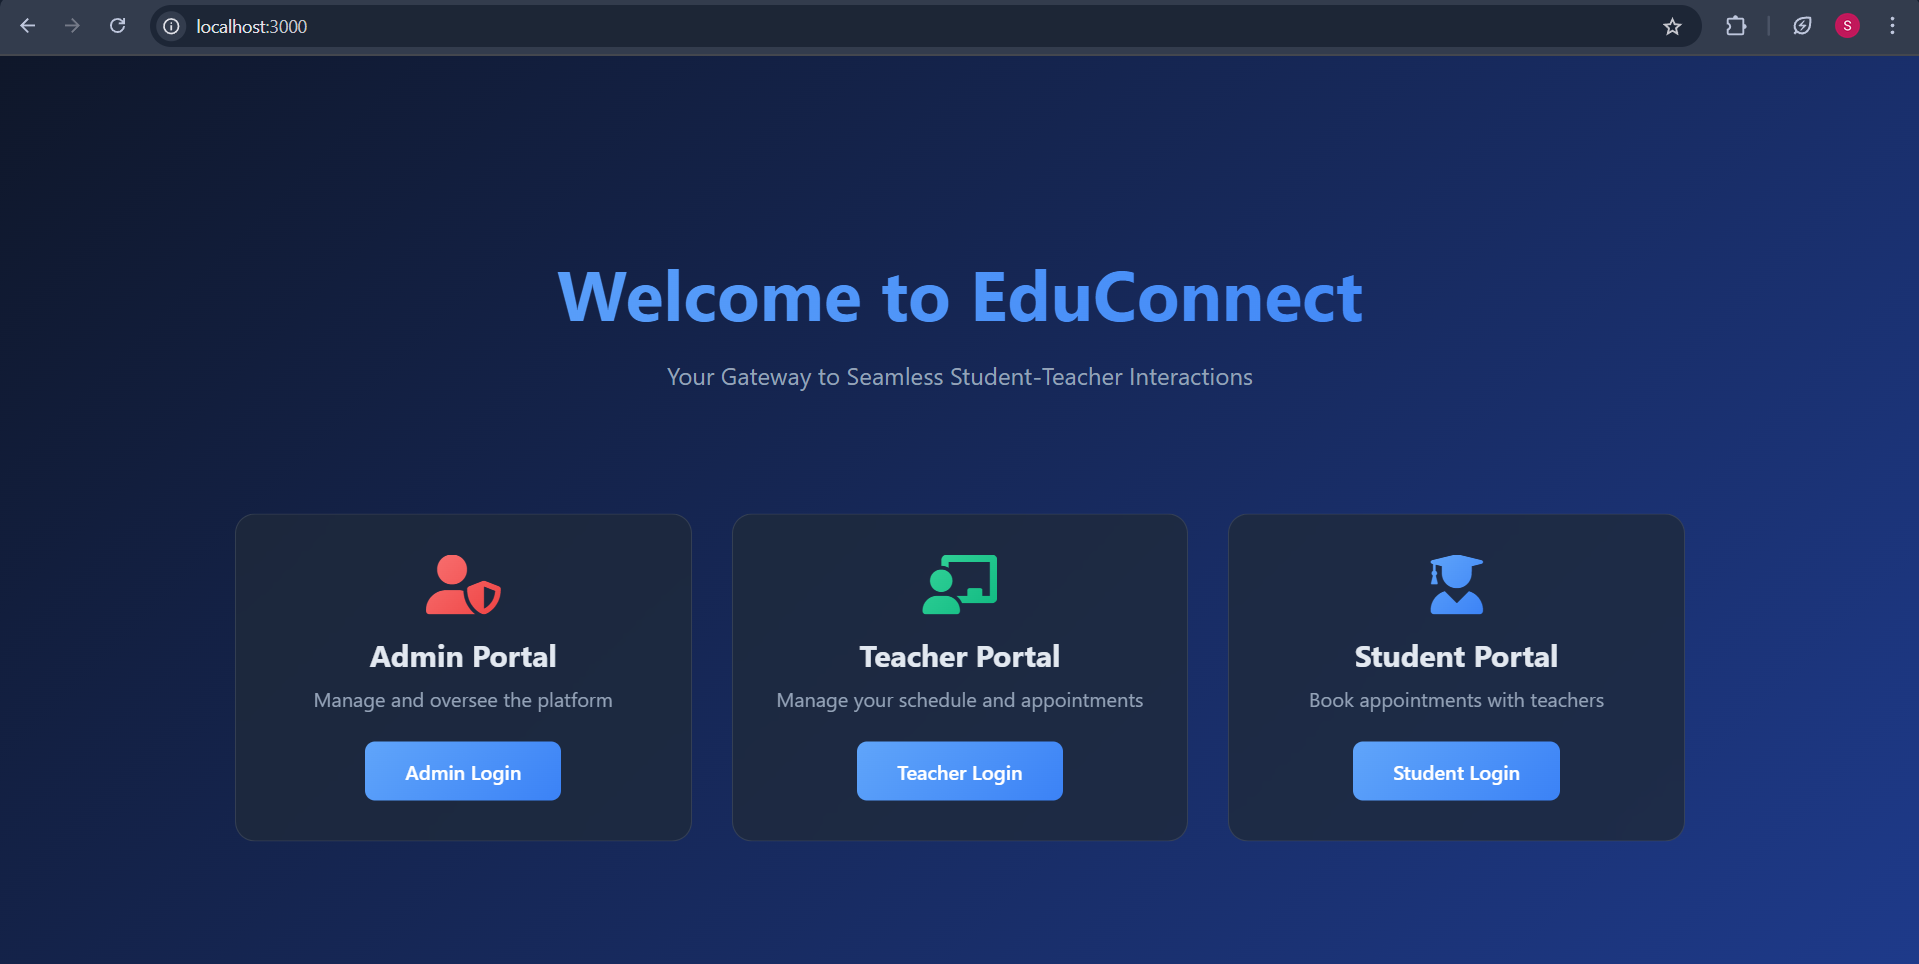 localhost:3000
S
Welcome to EduConnect
Your Gateway to Seamless Student-Teacher Interactions
Admin Portal
Manage and oversee the platform
Admin Login
Teacher Portal
Manage your schedule and appointments
Teacher Login
Student Portal
Book appointments with teachers
Student Login